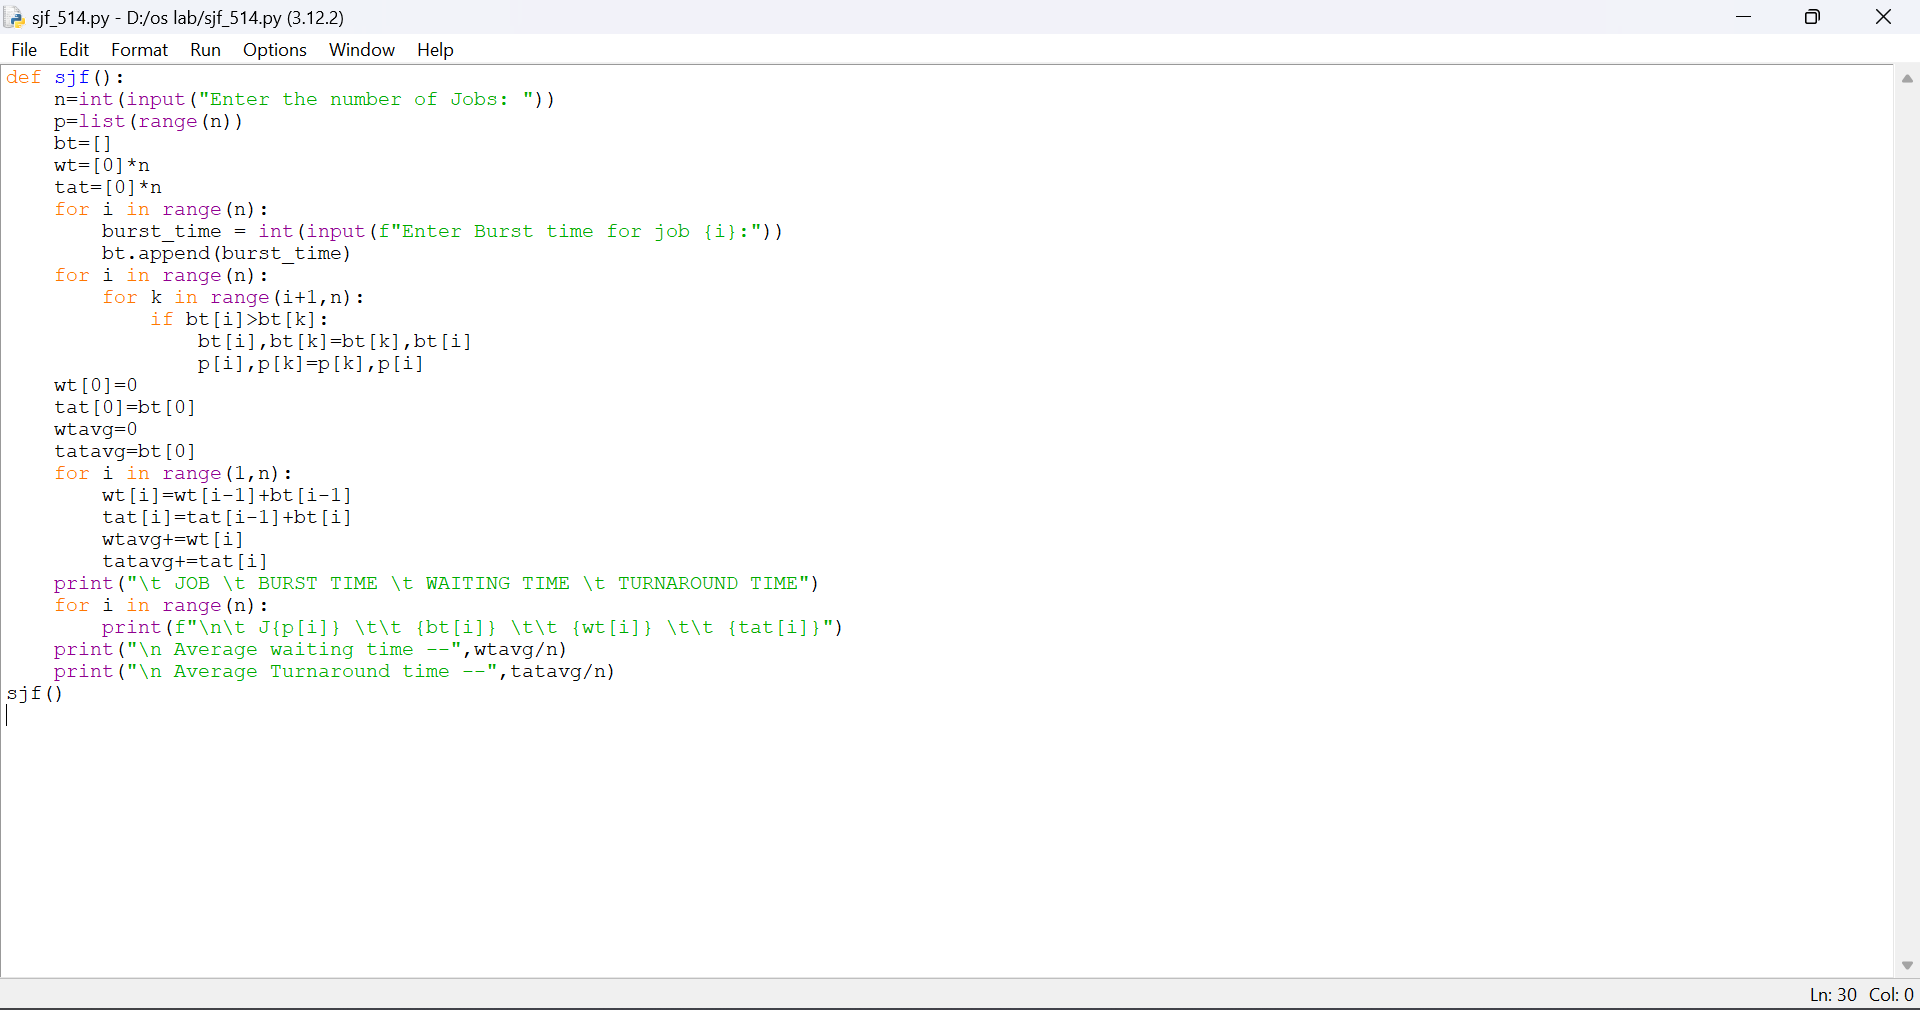 sjf_514.py - D:/os lab/sjf_514.py (3.12.2)
File Edit Format Run Options Window Help
def sjf():
    n=int(input("Enter the number of Jobs: "))
    p=list(range(n))
    bt=[]
    wt=[0]*n
    tat=[0]*n
    for i in range(n):
        burst_time = int(input(f"Enter Burst time for job {i}:"))
        bt.append(burst_time)
    for i in range(n):
        for k in range(i+1,n):
            if bt[i]>bt[k]:
                bt[i],bt[k]=bt[k],bt[i]
                p[i],p[k]=p[k],p[i]
    wt[0]=0
    tat[0]=bt[0]
    wtavg=0
    tatavg=bt[0]
    for i in range(1,n):
        wt[i]=wt[i-1]+bt[i-1]
        tat[i]=tat[i-1]+bt[i]
        wtavg+=wt[i]
        tatavg+=tat[i]
    print("\t JOB \t BURST TIME \t WAITING TIME \t TURNAROUND TIME")
    for i in range(n):
        print(f"\n\t J{p[i]} \t\t {bt[i]} \t\t {wt[i]} \t\t {tat[i]}")
    print("\n Average waiting time --",wtavg/n)
    print("\n Average Turnaround time --",tatavg/n)
sjf()
Ln: 30 Col: 0